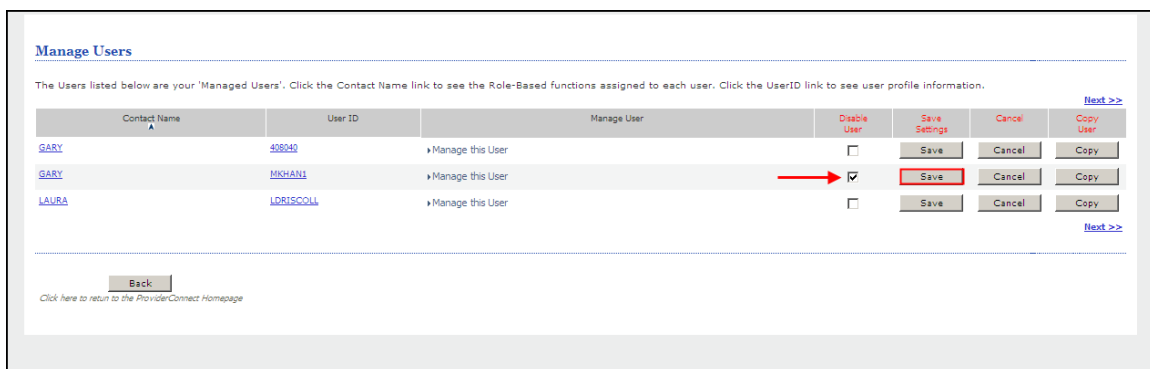 Manage Users
The Users listed below are your 'Managed Users'. Click the Contact Name link to see the Role-Based functions assigned to each user. Click the UserID link to see user profile information.
Next >>
Contact Name User ID Manage User Disable User Save Settings Cancel Copy User
GARY 408040 Manage this User Save Cancel Copy
GARY MKHAN1 Manage this User Save Cancel Copy
LAURA LDRISCOLL Manage this User Save Cancel Copy
Next >>
Back
Click here to retun to the ProviderConnect Homepage